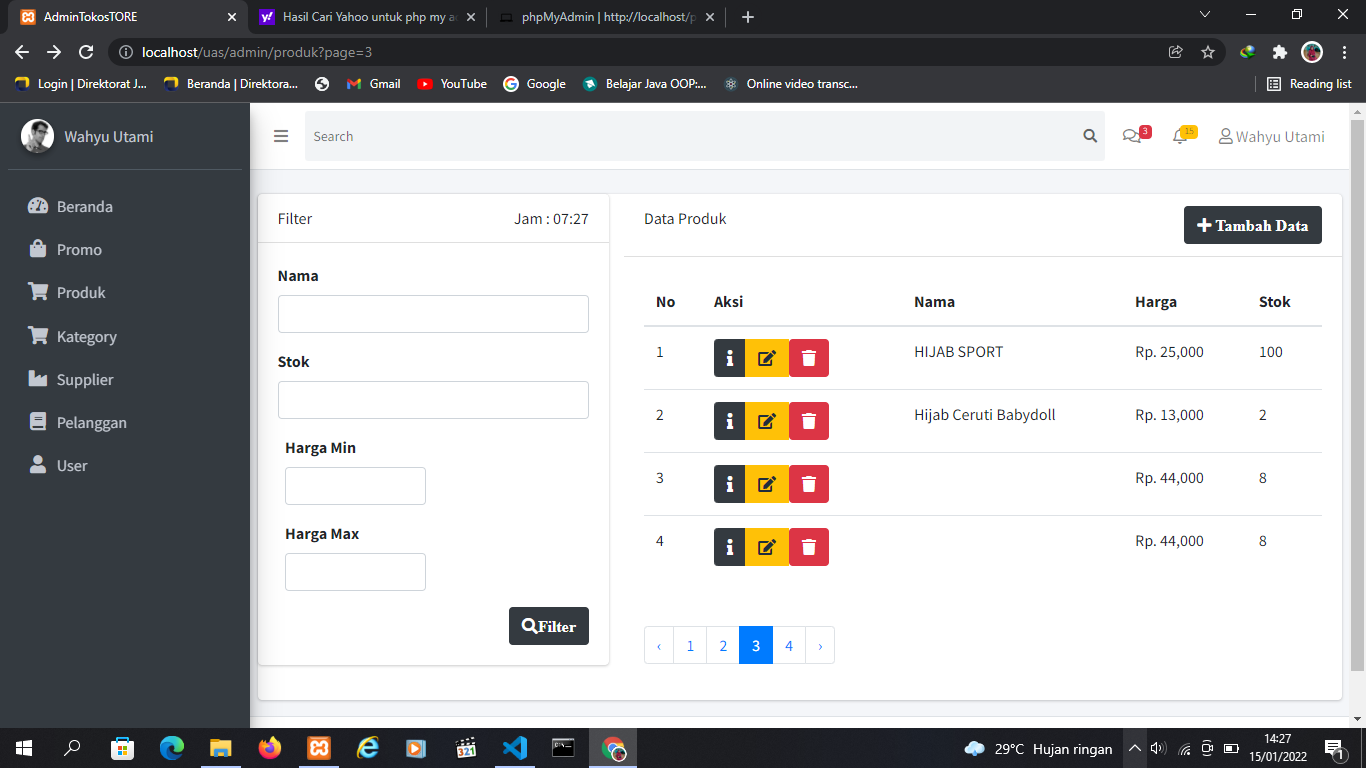 AdminTokosTORE
Hasil Cari Yahoo untuk php my ac
phpMyAdmin | http://localhost/p
localhost/uas/admin/produk?page=3
Login | Direktorat J...
Beranda | Direktora...
Gmail
YouTube
Google
Belajar Java OOP:...
Online video transc...
Reading list
Wahyu Utami
Search
3
15
Wahyu Utami
Beranda
Promo
Produk
Kategory
Supplier
Pelanggan
User
Filter Jam : 07:27
Nama
Stok
Harga Min
Harga Max
Filter
Data Produk
Tambah Data
No Aksi Nama Harga Stok
1 HIJAB SPORT Rp. 25,000 100
2 Hijab Ceruti Babydoll Rp. 13,000 2
3 Rp. 44,000 8
4 Rp. 44,000 8
‹ 1 2 3 4 ›
321
29°C Hujan ringan
14:27
15/01/2022
1